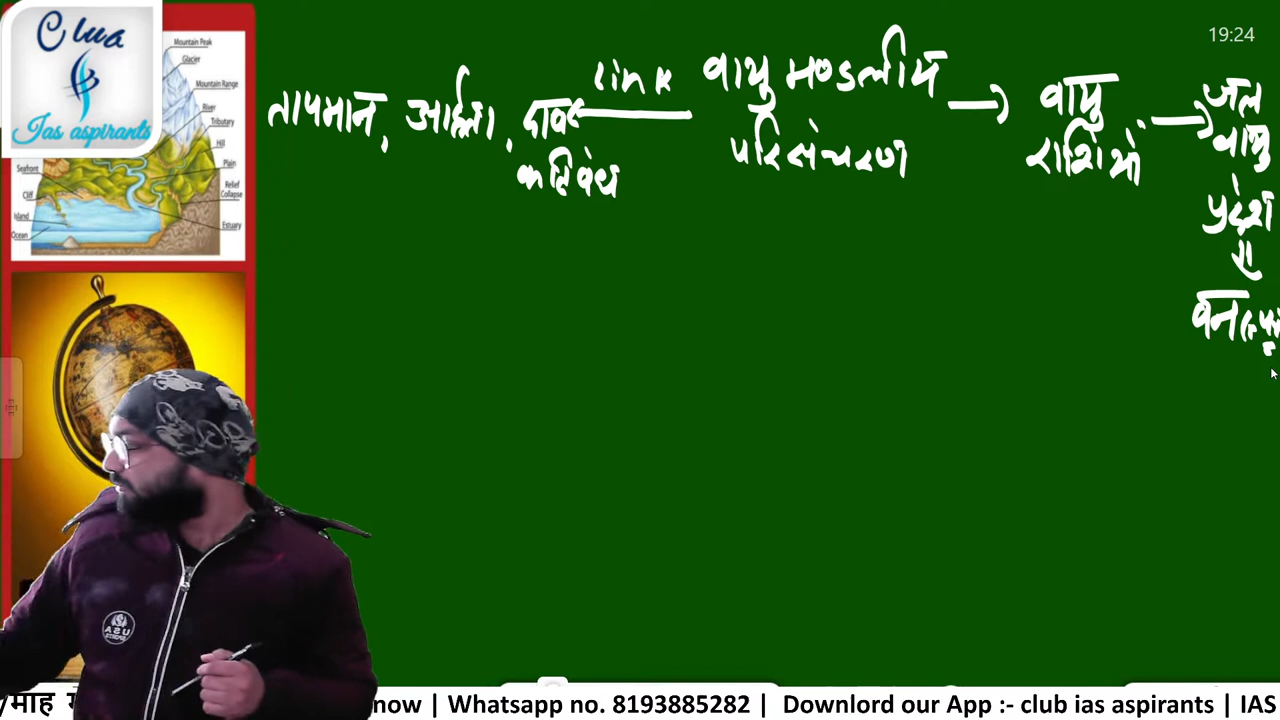 Clua
Ias aspirants
Mountain Peak
Glacier
Mountain Range
River
Tributary
Hill
Plain
Relief
Collapse
Estuary
Seafront
Cliff
Island
Ocean
19:24
तापमान, आर्द्रता, दाब
कटिबंध
Link
वायुमण्डलीय
परिसंचरण
वायु
राशियों
जल
वायु
प्रदेश
एवं
USA
/माह
now | Whatsapp no. 8193885282 | Downlord our App :- club ias aspirants | IAS